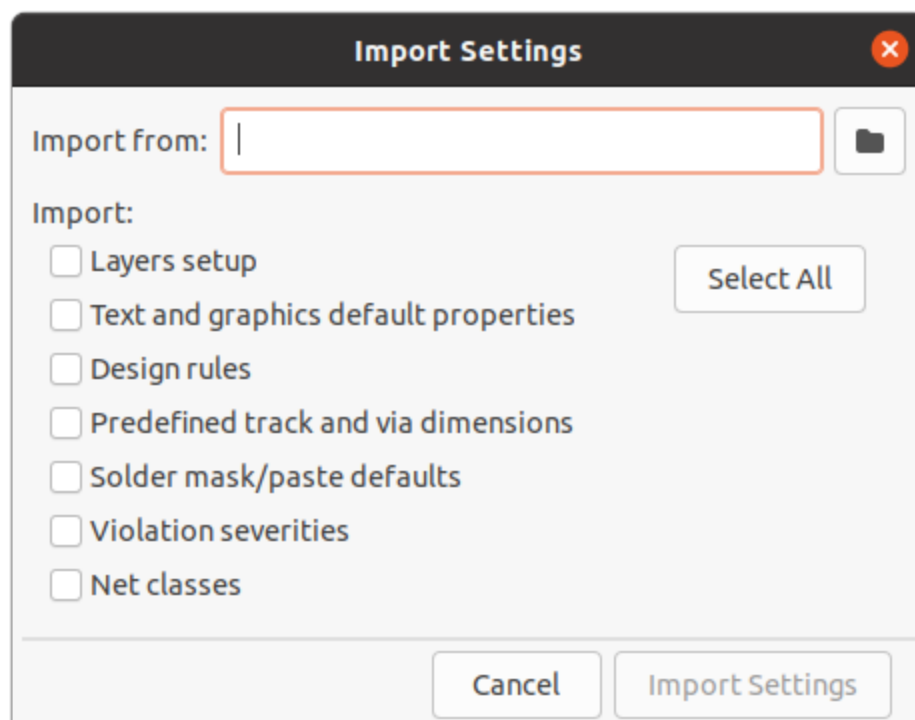 Import Settings
Import from:
Import:
Layers setup
Select All
Text and graphics default properties
Design rules
Predefined track and via dimensions
Solder mask/paste defaults
Violation severities
Net classes
Cancel
Import Settings